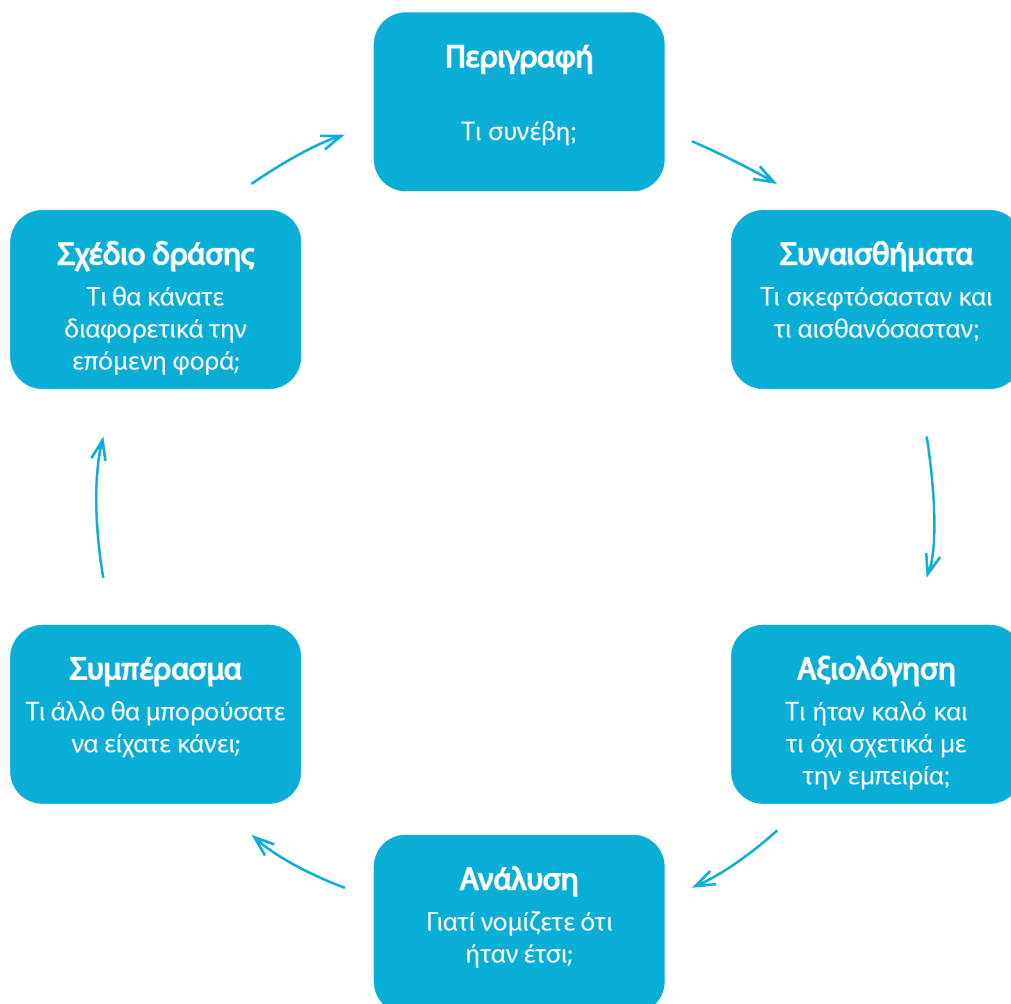 Περιγραφή
Τι συνέβη;
Συναισθήματα
Τι σκεφτόσασταν και
τι αισθανόσασταν;
Αξιολόγηση
Τι ήταν καλό και
τι όχι σχετικά με
την εμπειρία;
Ανάλυση
Γιατί νομίζετε ότι
ήταν έτσι;
Συμπέρασμα
Τι άλλο θα μπορούσατε
να είχατε κάνει;
Σχέδιο δράσης
Τι θα κάνατε
διαφορετικά την
επόμενη φορά;